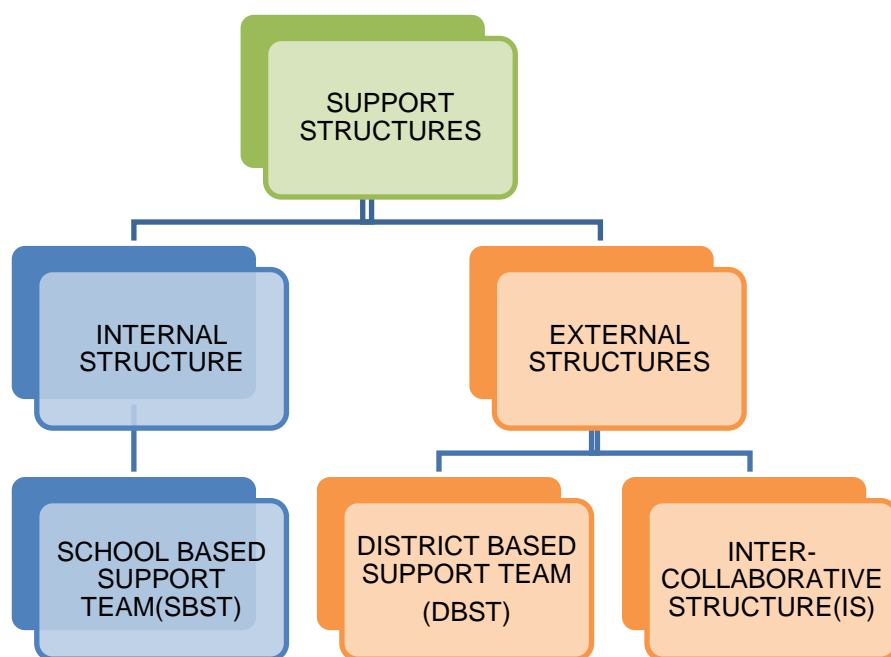 SUPPORT
STRUCTURES
INTERNAL
STRUCTURE
EXTERNAL
STRUCTURES
SCHOOL BASED
SUPPORT
TEAM(SBST)
DISTRICT BASED
SUPPORT TEAM
(DBST)
INTER-
COLLABORATIVE
STRUCTURE(IS)